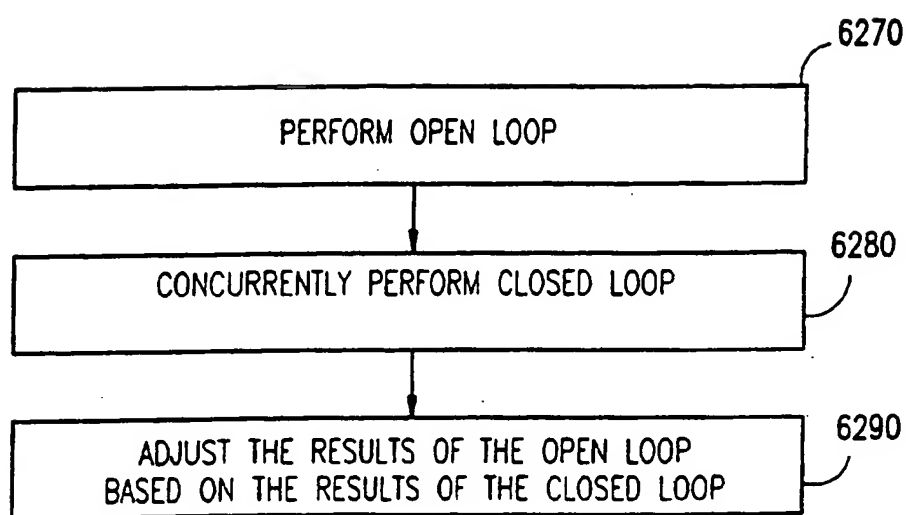 6270
PERFORM OPEN LOOP
6280
CONCURRENTLY PERFORM CLOSED LOOP
6290
ADJUST THE RESULTS OF THE OPEN LOOP
BASED ON THE RESULTS OF THE CLOSED LOOP